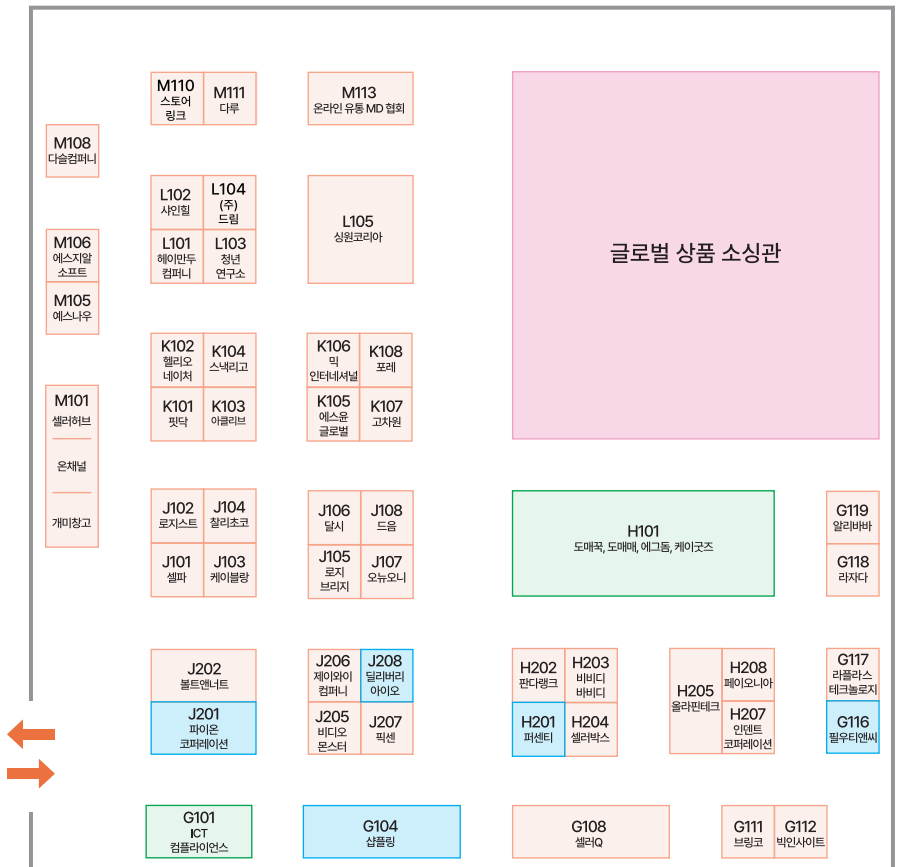 M110
스토어
링크
M111
다루
M113
온라인 유통 MD 협회
M108
다슬컴퍼니
L102
샤인힐
L104
(주)
드림
L101
헤이만두
컴퍼니
L103
청년
연구소
L105
싱원코리아
글로벌 상품 소싱관
M106
에스지알
소프트
M105
예스나우
K102
헬리오
네이처
K104
스낵리고
K101
핏닥
K103
아클리브
K106
믹
인터네셔널
K108
포레
K105
에스윤
글로벌
K107
고차원
M101
셀러허브
온채널
개미창고
J102
로지스트
J104
찰리초코
J101
셀파
J103
케이블랑
J106
달시
J108
드음
J105
로지
브리지
J107
오뉴오니
H101
도매꾹, 도매매, 에그돔, 케이굿즈
G119
알리바바
G118
라자다
J202
볼트앤너트
J201
파이온
코퍼레이션
J206
제이와이
컴퍼니
J208
딜리버리
아이오
J205
비디오
몬스터
J207
픽센
H202
판다랭크
H203
비비디
바비디
H201
퍼센티
H204
셀러박스
H205
올라핀테크
H208
페이오니아
H207
인덴트
코퍼레이션
G117
라플라스
테크놀로지
G116
필우티앤씨
G101
ICT
컴플라이언스
G104
샵플링
G108
셀러Q
G111
브링코
G112
빅인사이트